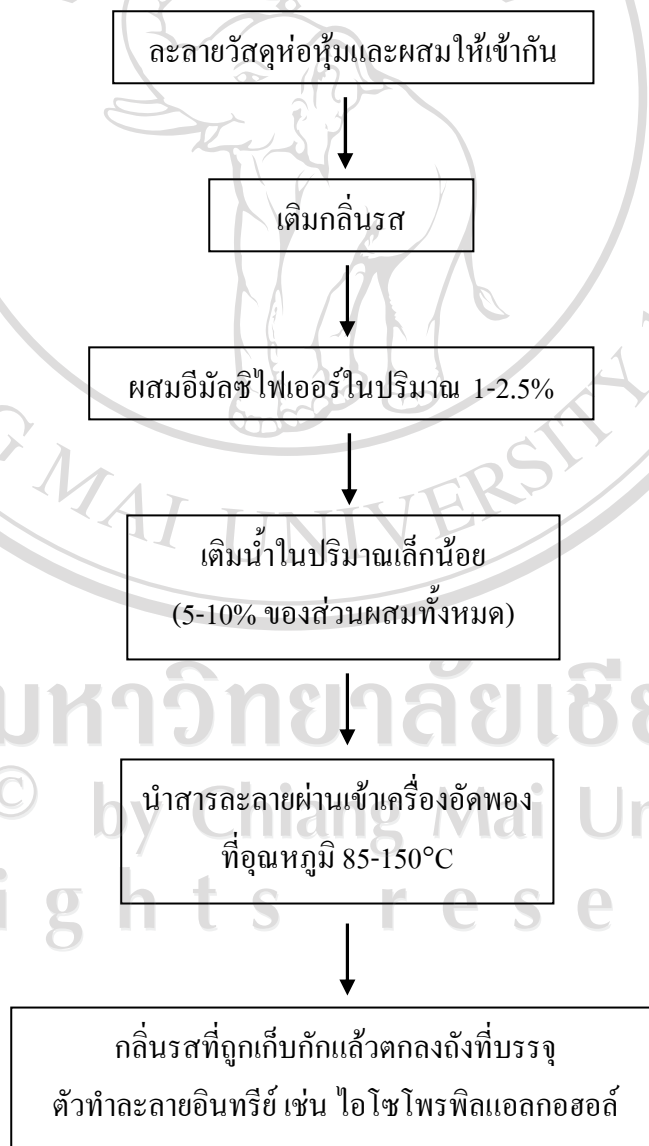 ละลายวัสดุห่อหุ้มและผสมให้เข้ากัน
เติมกลิ่นรส
ผสมอีมัลซิไฟเออร์ในปริมาณ 1-2.5%
G MAI UNIVERSITY
เติมน้ำในปริมาณเล็กน้อย
(5-10% ของส่วนผสมทั้งหมด)
มหาวิทยาลัยเชีย
นำสารละลายผ่านเข้าเครื่องอัดพอง
© by Chiang Mai Un
ที่อุณหภูมิ 85-150°C
ights rese
กลิ่นรสที่ถูกเก็บกักแล้วตกลงถังที่บรรจุ
ตัวทำละลายอินทรีย์ เช่น ไอโซโพรพิลแอลกอฮอล์